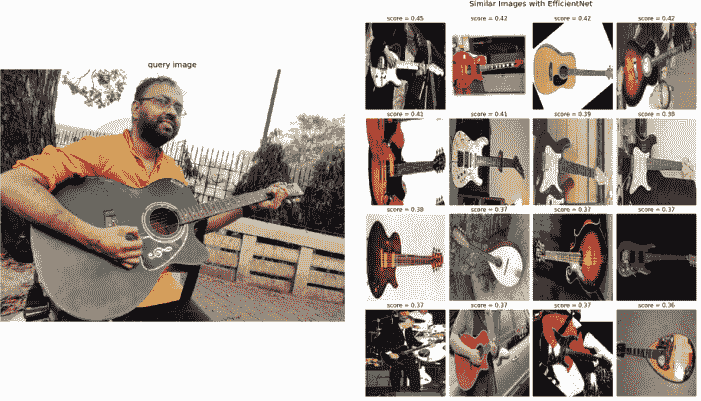 Similar Images with EfficientNet
query image
score = 0.45 score = 0.42 score = 0.42 score = 0.42
score = 0.41 score = 0.41 score = 0.39 score = 0.38
score = 0.38 score = 0.37 score = 0.37 score = 0.37
score = 0.37 score = 0.37 score = 0.37 score = 0.36